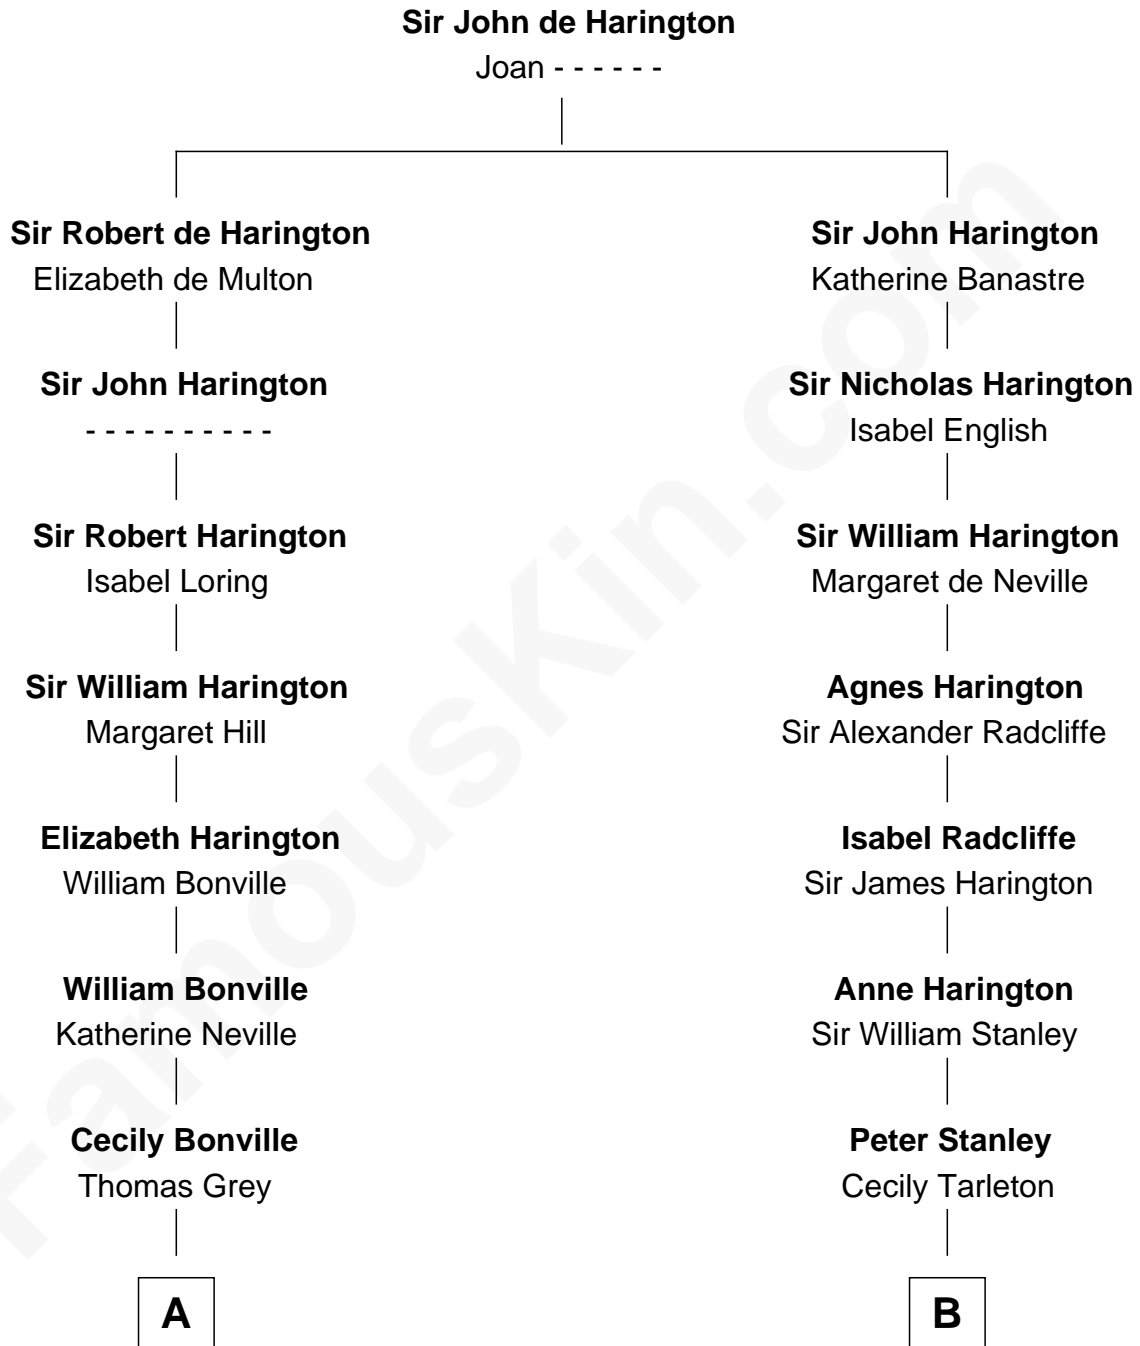 Sir John de Harington
Joan - - - - - -
Sir Robert de Harington
Elizabeth de Multon
Sir John Harington
Katherine Banastre
Sir John Harington
- - - - - - - - - -
Sir Nicholas Harington
Isabel English
Sir Robert Harington
Isabel Loring
Sir William Harington
Margaret de Neville
Sir William Harington
Margaret Hill
Agnes Harington
Sir Alexander Radcliffe
Elizabeth Harington
William Bonville
Isabel Radcliffe
Sir James Harington
William Bonville
Katherine Neville
Anne Harington
Sir William Stanley
Cecily Bonville
Thomas Grey
Peter Stanley
Cecily Tarleton
A
B
FamousKin.com